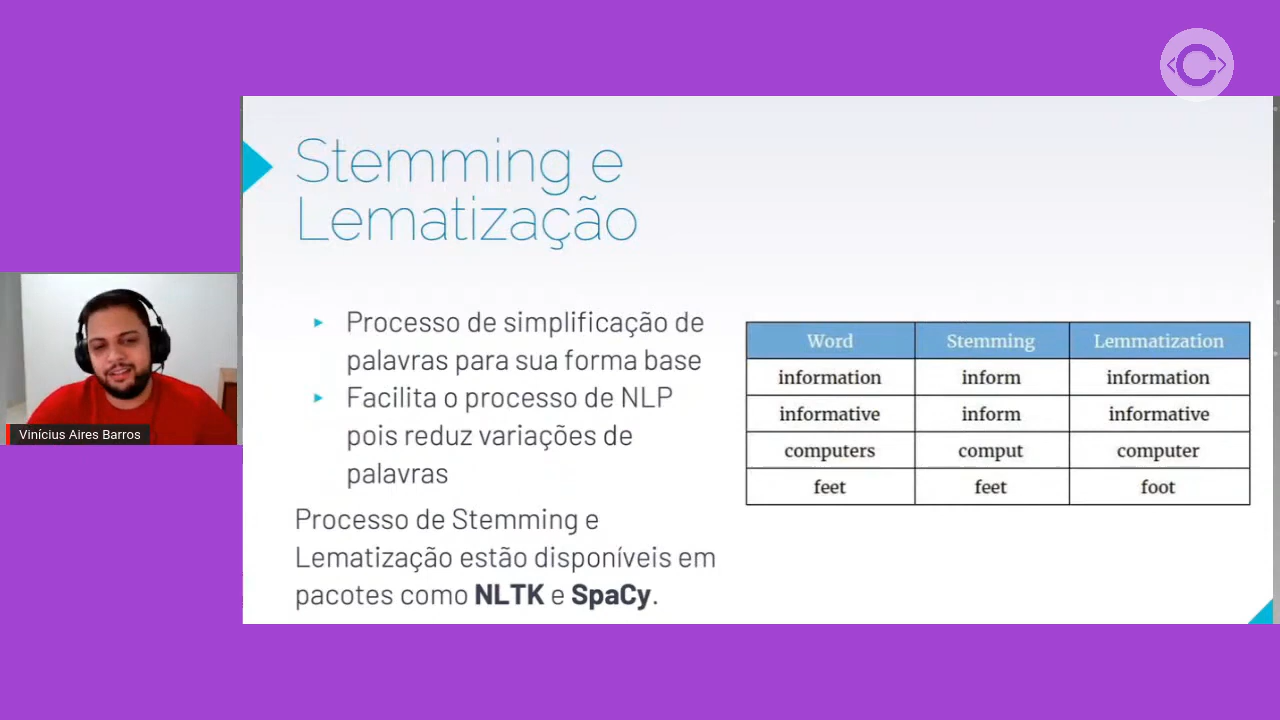 Stemming e
Lematização
Processo de simplificação de
palavras para sua forma base
Facilita o processo de NLP
pois reduz variações de
palavras
Processo de Stemming e
Lematização estão disponíveis em
pacotes como NLTK e SpaCy.
Word Stemming Lemmatization
information inform information
informative inform informative
computers comput computer
feet feet foot
Vinícius Aires Barros